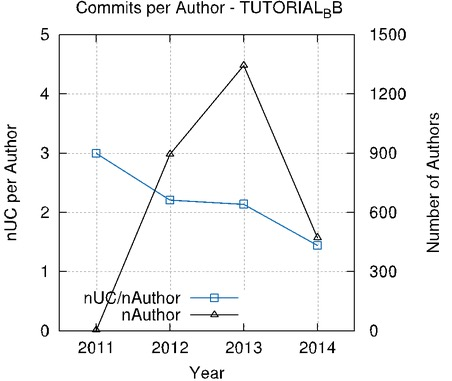 Commits per Author - TUTORIAL_BB
5
4
3
2
1
0
nUC per Author
1500
1200
900
600
300
0
Number of Authors
nUC/nAuthor
nAuthor
2011 2012 2013 2014
Year